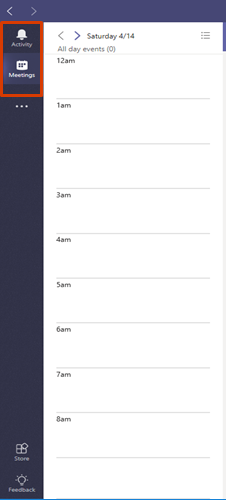 Activity
Meetings
Saturday 4/14
All day events (0)
12am
1am
2am
3am
4am
5am
6am
7am
8am
Store
Feedback